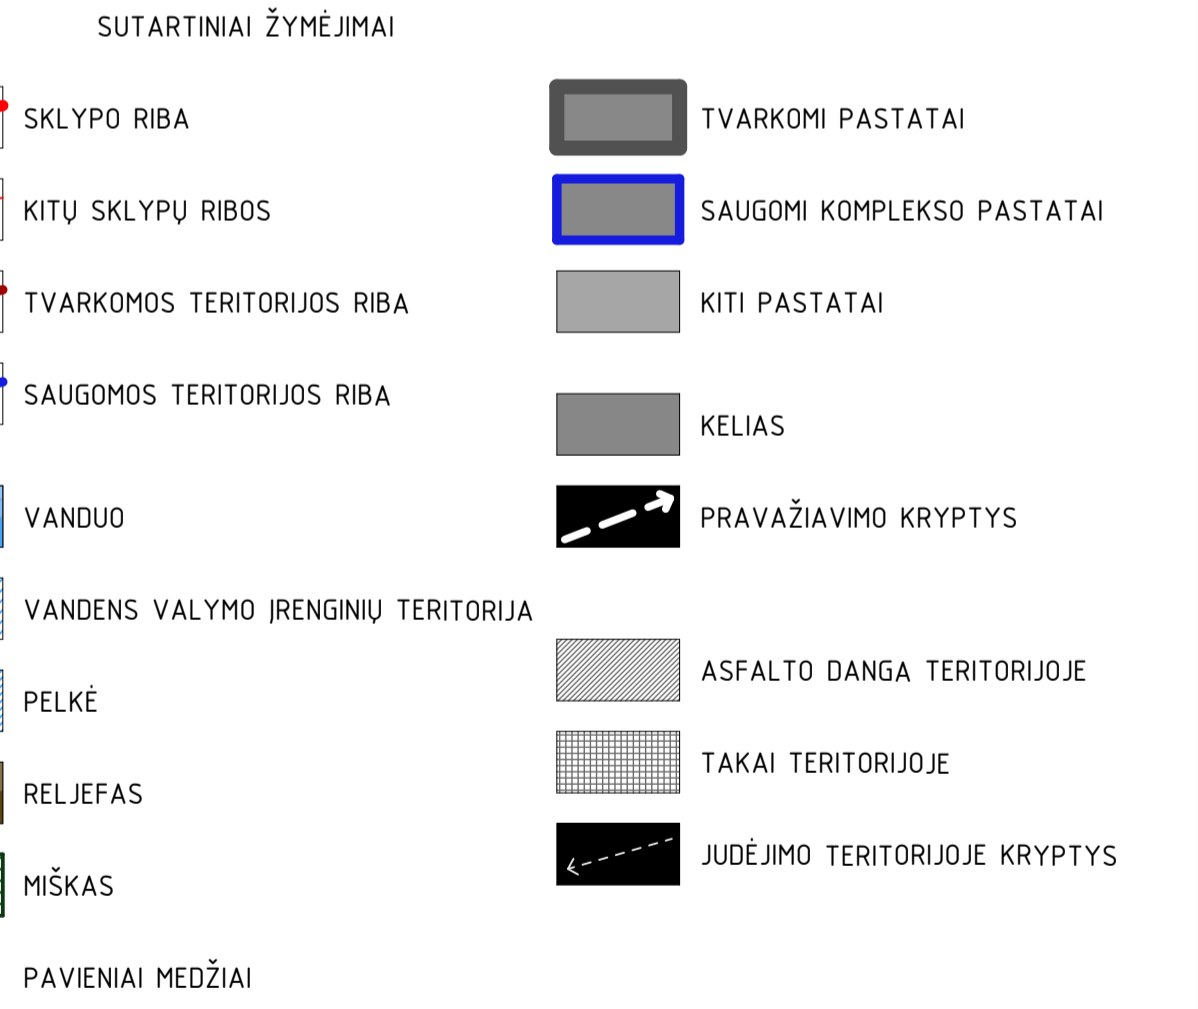 SUTARTINIAI ŽYMĖJIMAI
SKLYPO RIBA
KITŲ SKLYPŲ RIBOS
TVARKOMOS TERITORIJOS RIBA
SAUGOMOS TERITORIJOS RIBA
VANDUO
VANDENS VALYMO ĮRENGINIŲ TERITORIJA
PELKĖ
RELJEFAS
MIŠKAS
PAVIENIAI MEDŽIAI
TVARKOMI PASTATAI
SAUGOMI KOMPLEKSO PASTATAI
KITI PASTATAI
KELIAS
PRAVAŽIAVIMO KRYPTYS
ASFALTO DANGA TERITORIJOJE
TAKAI TERITORIJOJE
JUDĖJIMO TERITORIJOJE KRYPTYS